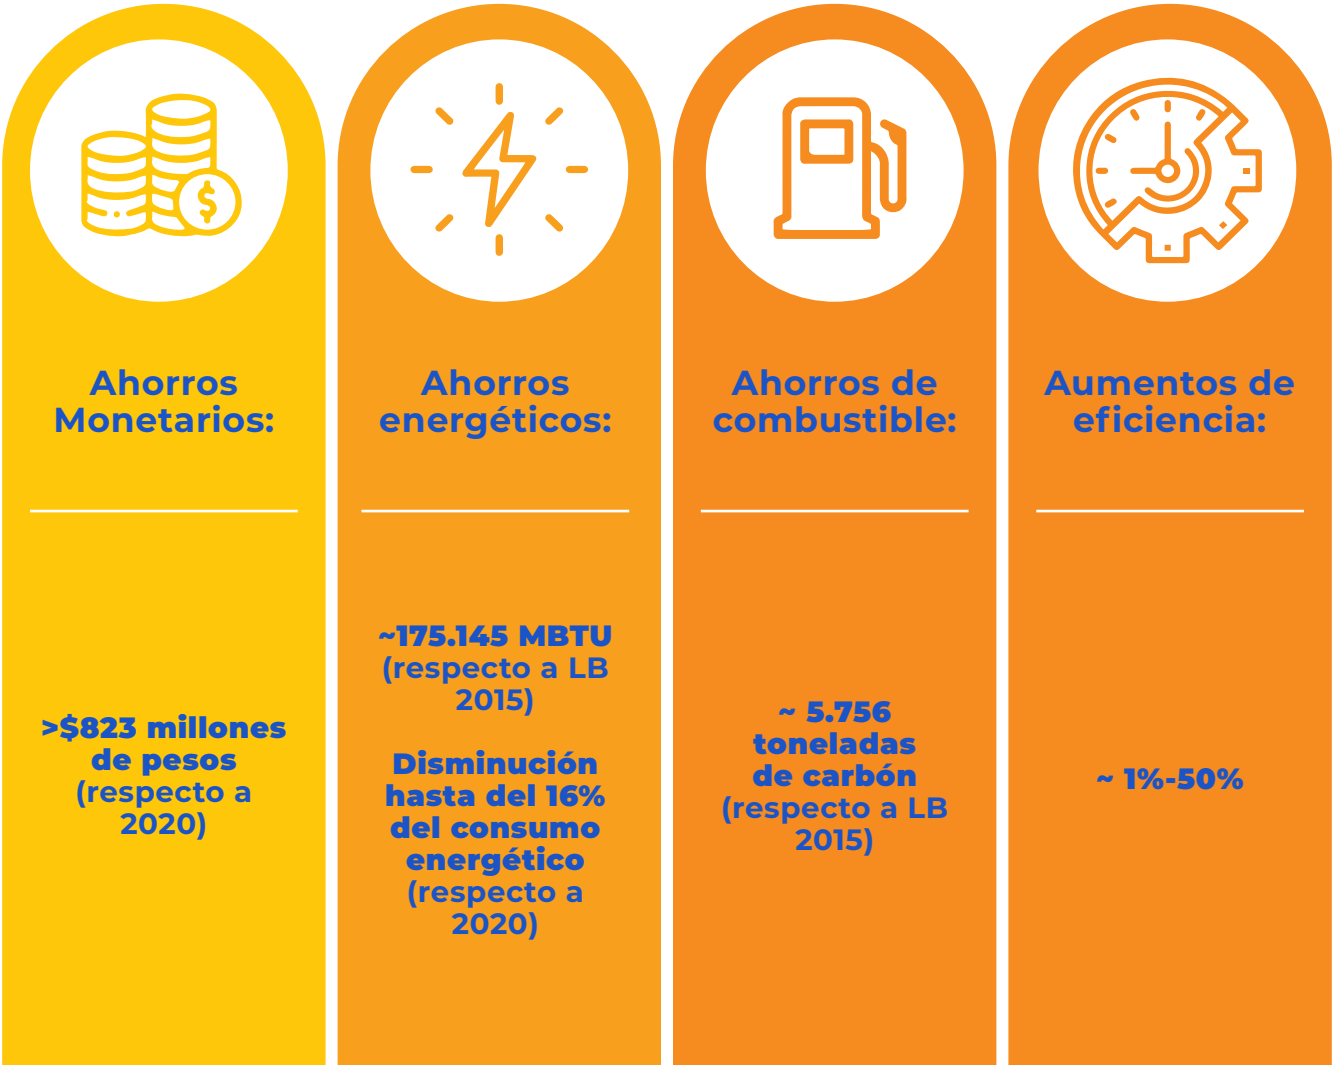 Ahorros
Monetarios:
>$823 millones
de pesos
(respecto a
2020)
Ahorros
energéticos:
~175.145 MBTU
(respecto a LB
2015)
Disminución
hasta del 16%
del consumo
energético
(respecto a
2020)
Ahorros de
combustible:
~ 5.756
toneladas
de carbón
(respecto a LB
2015)
Aumentos de
eficiencia:
~ 1%-50%